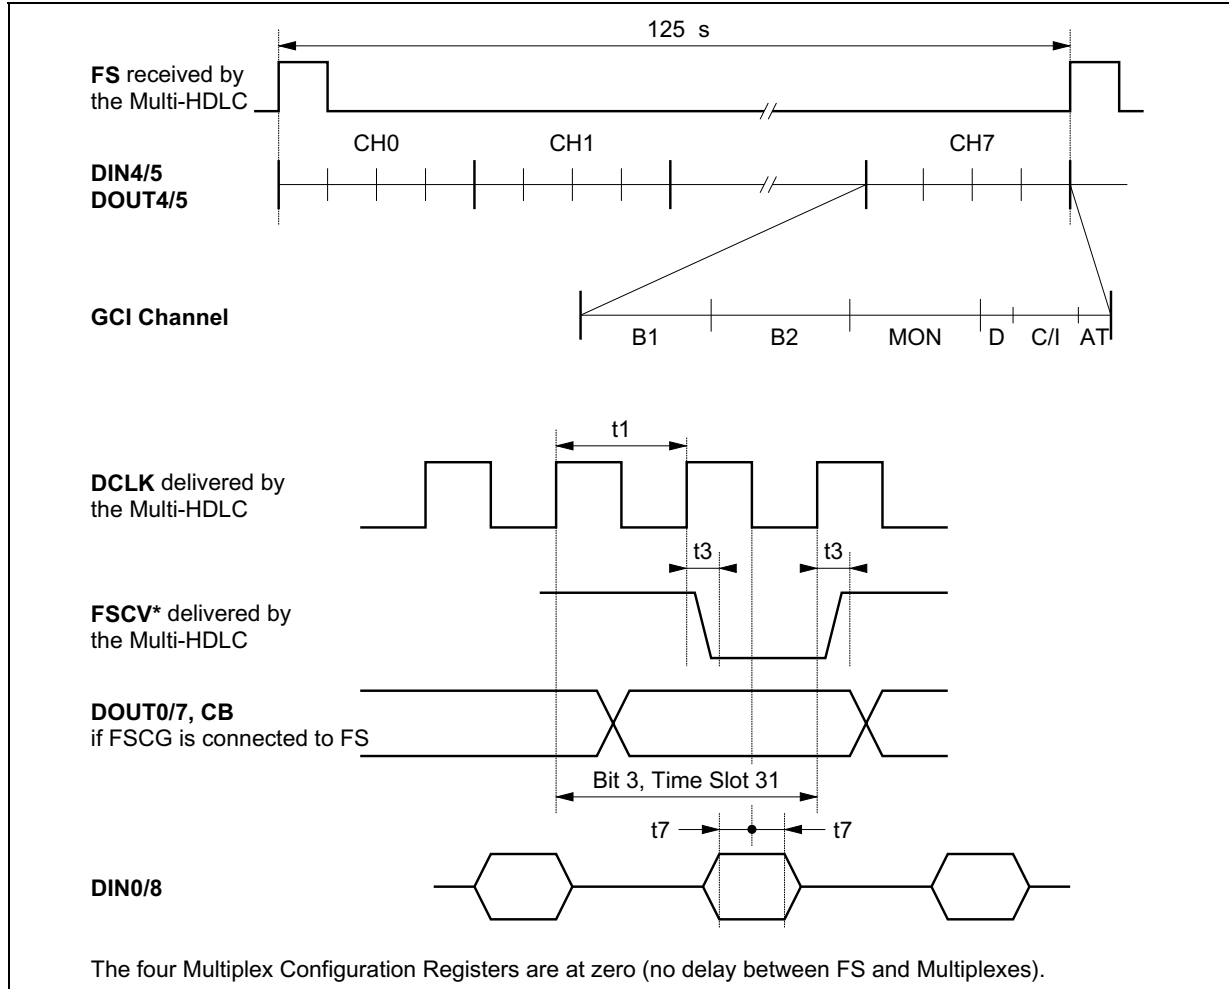 125 s
FS received by
the Multi-HDLC
CH0 CH1 CH7
DIN4/5
DOUT4/5
GCI Channel
B1 B2 MON D C/I AT
t1
DCLK delivered by
the Multi-HDLC
t3 t3
FSCV* delivered by
the Multi-HDLC
DOUT0/7, CB
if FSCG is connected to FS
Bit 3, Time Slot 31
t7 t7
DIN0/8
The four Multiplex Configuration Registers are at zero (no delay between FS and Multiplexes).